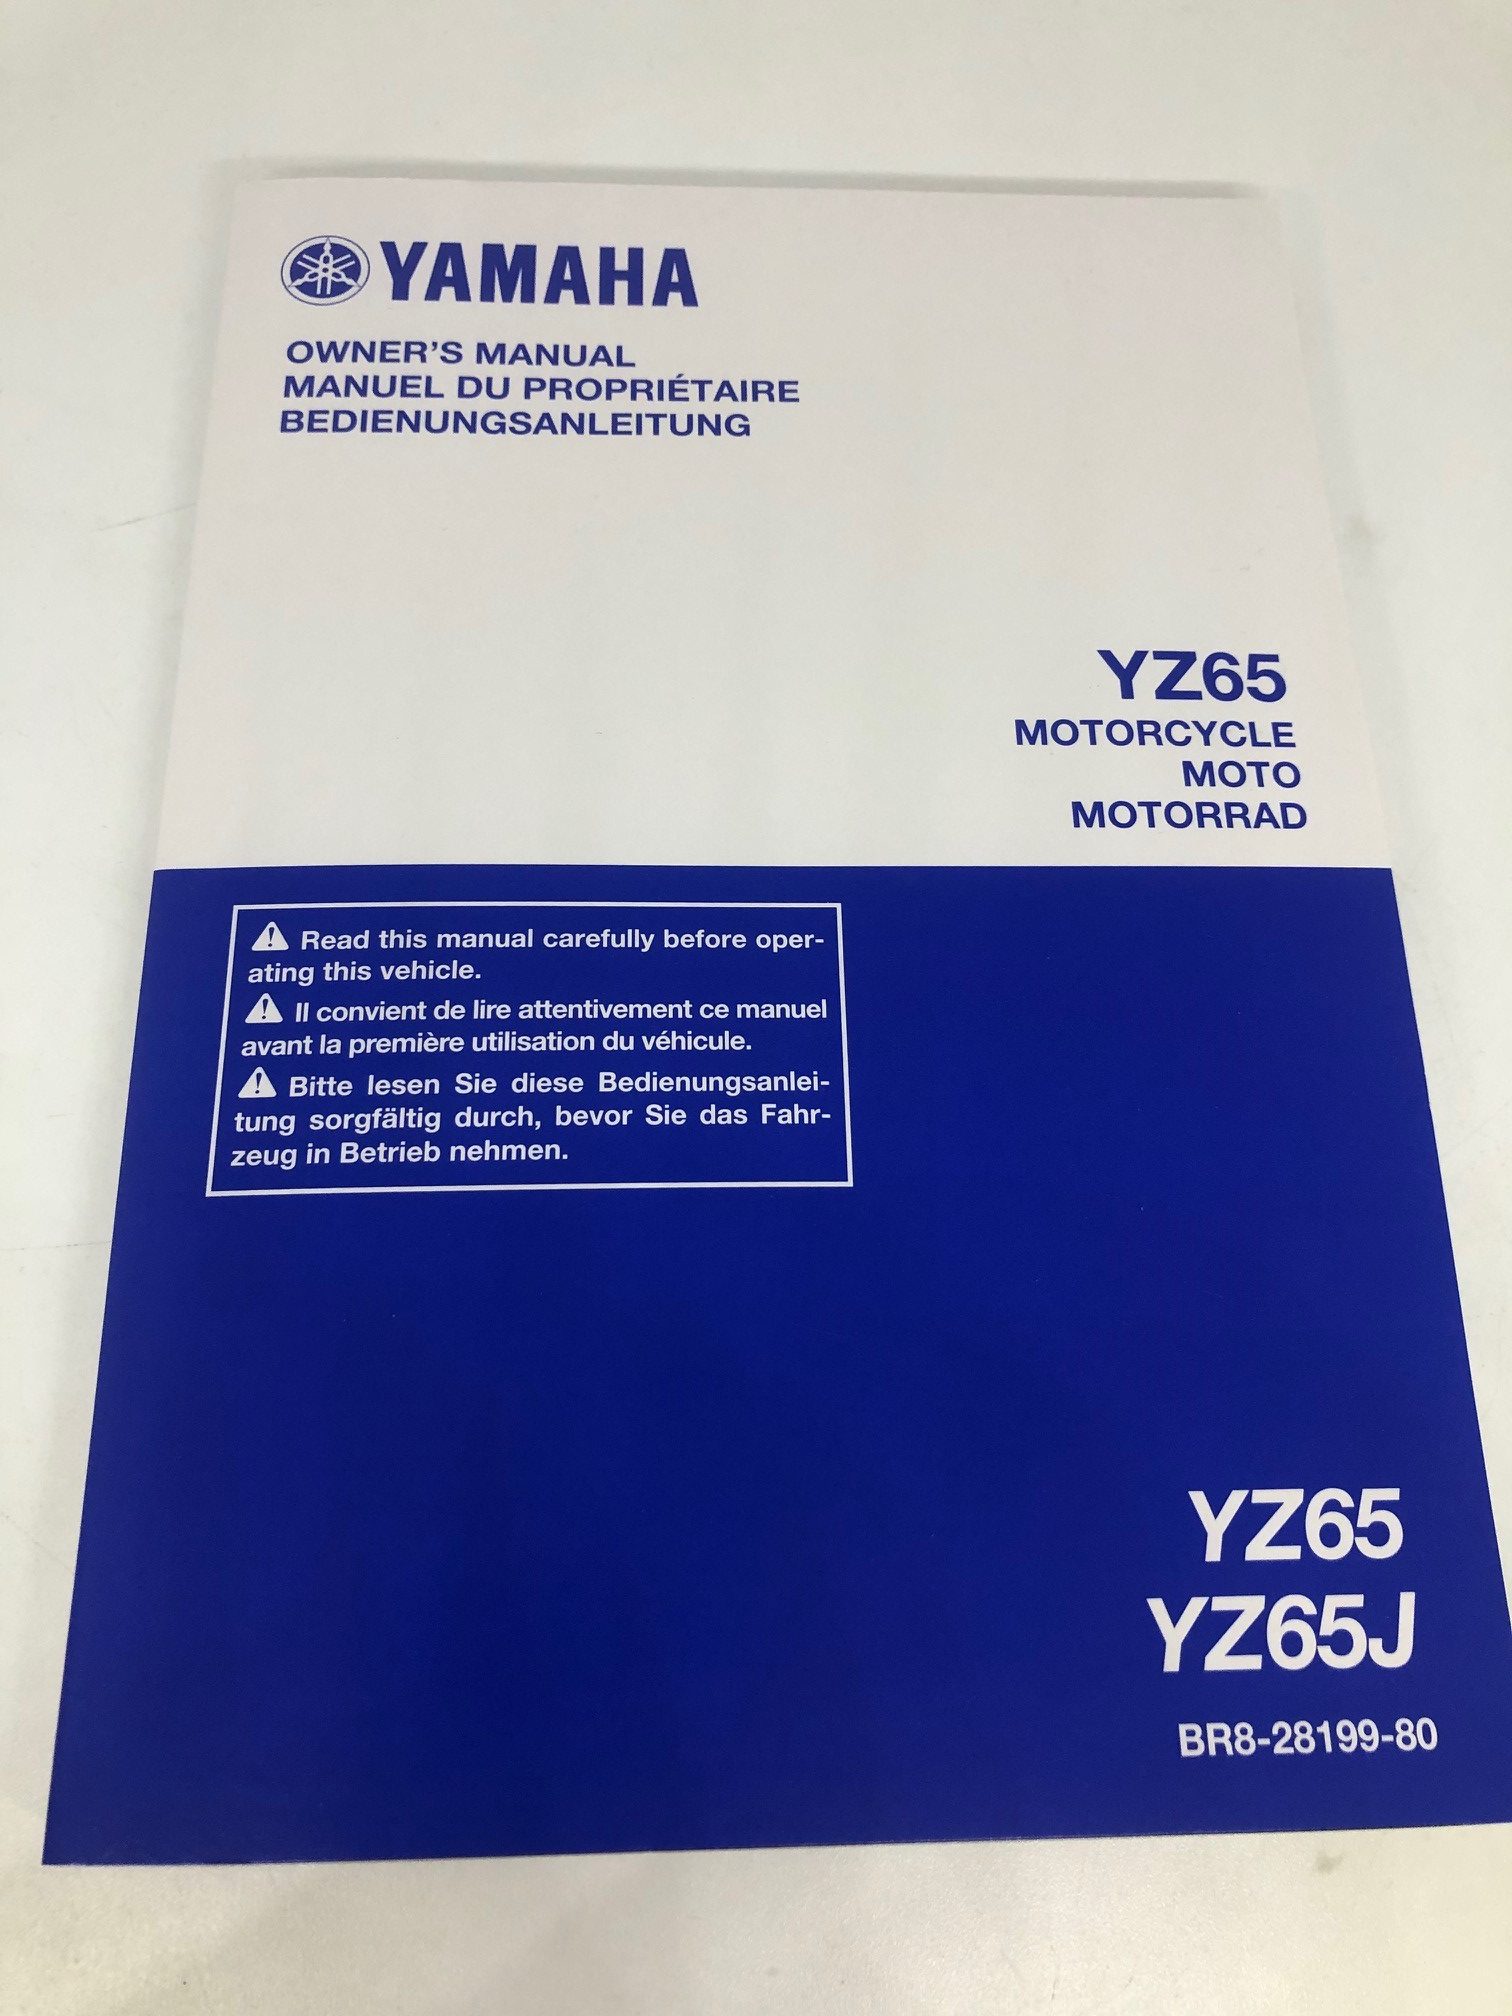 YAMAHA
OWNER'S MANUAL
MANUEL DU PROPRIÉTAIRE
BEDIENUNGSANLEITUNG
YZ65
MOTORCYCLE
MOTO
MOTORRAD
Read this manual carefully before oper-
ating this vehicle.
Il convient de lire attentivement ce manuel
avant la première utilisation du véhicule.
Bitte lesen Sie diese Bedienungsanlei-
tung sorgfältig durch, bevor Sie das Fahr-
zeug in Betrieb nehmen.
YZ65
YZ65J
BR8-28199-80